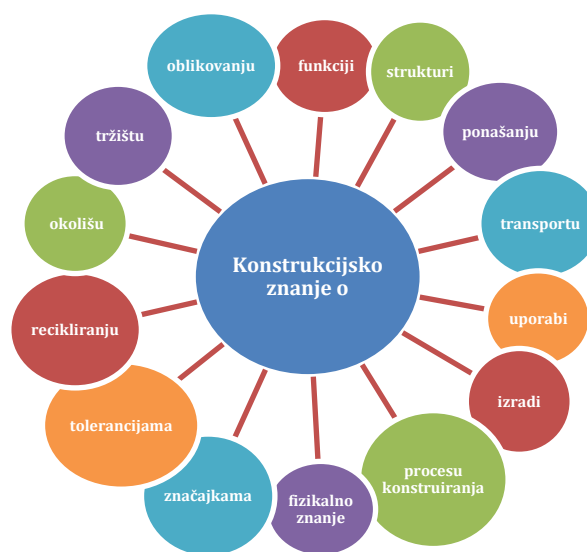 Konstrukcijsko
znanje o
funkciji
strukturi
ponašanju
transportu
uporabi
izradi
procesu
konstruiranja
fizikalno
znanje
značajkama
tolerancijama
recikliranju
okolišu
tržištu
oblikovanju